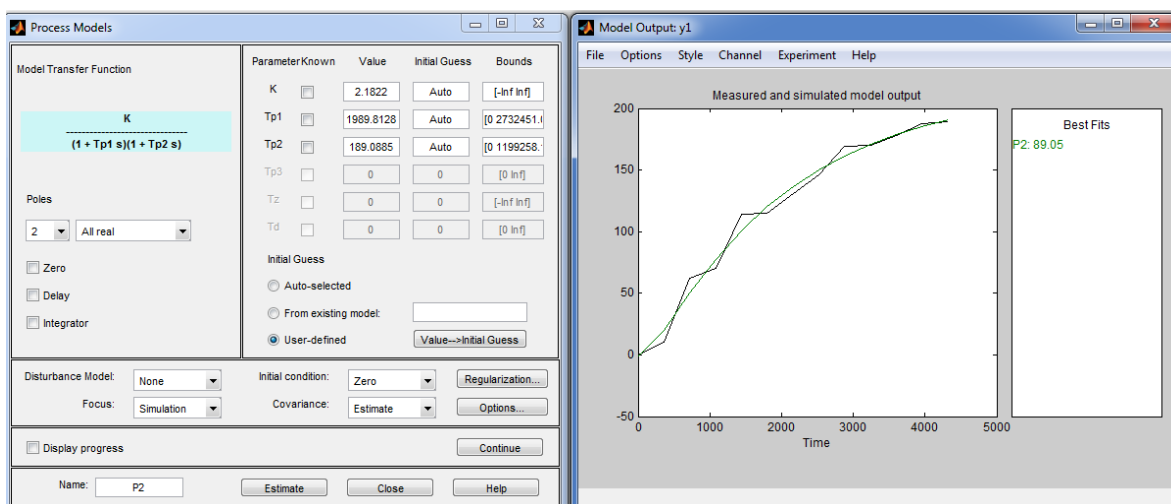 Process Models
Model Transfer Function
K
(1 + Tp1 s)(1 + Tp2 s)
Poles
2 All real
Zero
Delay
Integrator
Parameter Known Value Initial Guess Bounds
K 2.1822 Auto [-Inf Inf]
Tp1 1989.8128 Auto [0 2732451.
Tp2 189.0885 Auto [0 1199258.
Tp3 0 0 [0 Inf]
Tz 0 0 [-Inf Inf]
Td 0 0 [0 Inf]
Initial Guess
Auto-selected
From existing model:
User-defined Value-->Initial Guess
Disturbance Model: None Initial condition: Zero Regularization...
Focus: Simulation Covariance: Estimate Options...
Display progress Continue
Name: P2 Estimate Close Help
Model Output: y1
File Options Style Channel Experiment Help
Measured and simulated model output
200
150
100
50
0
-50
0 1000 2000 3000 4000 5000
Time
Best Fits
P2: 89.05